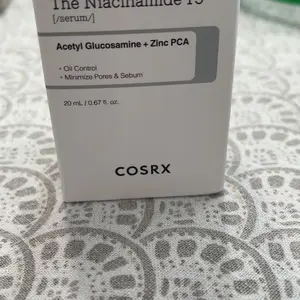 The Niacinamide 15
[/serum/]
Acetyl Glucosamine + Zinc PCA
• Oil Control
• Minimize Pores & Sebum
20 mL / 0.67 fl. oz.
COSRX